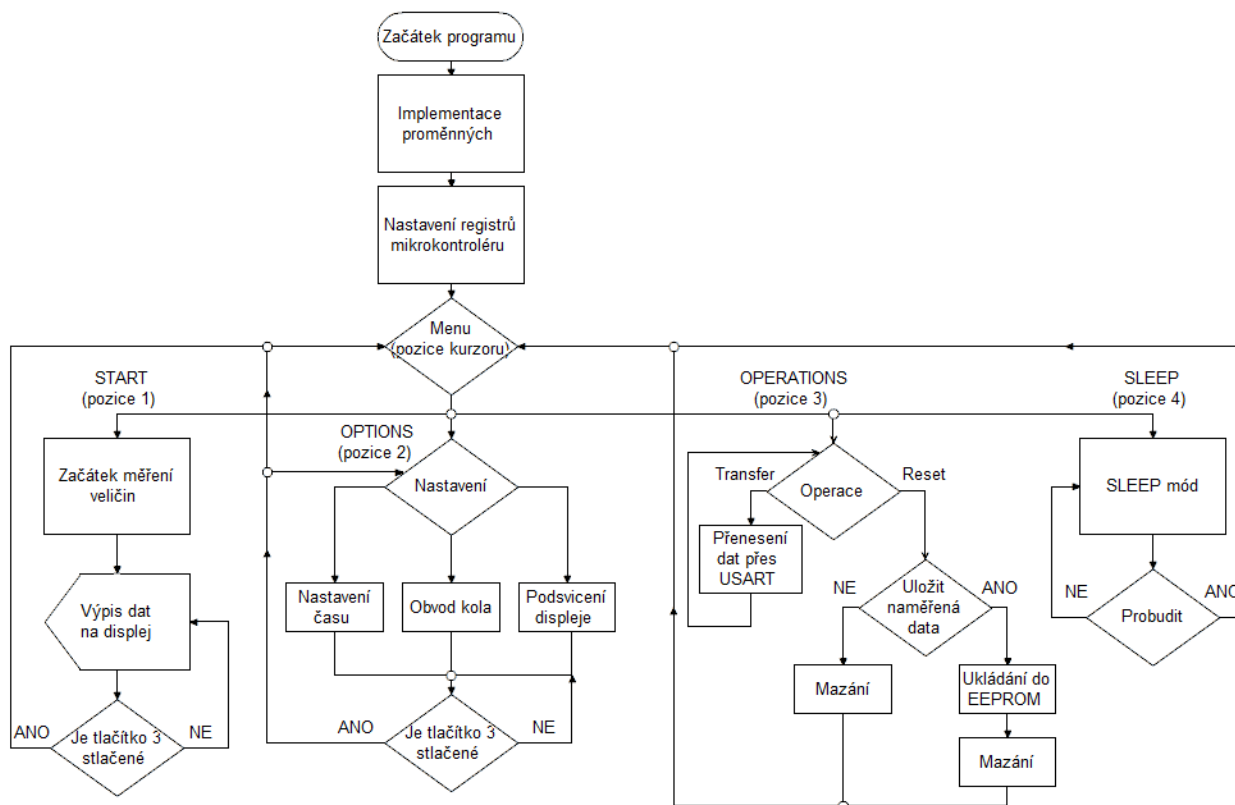 Začátek programu
Implementace
proměnných
Nastavení registrů
mikrokontroléru
Menu
(pozice kurzoru)
START
(pozice 1)
Začátek měření
veličin
Výpis dat
na displej
Je tlačítko 3
stlačené
ANO
NE
OPTIONS
(pozice 2)
Nastavení
Nastavení
času
Obvod kola
Podsvicení
displeje
Je tlačítko 3
stlačené
ANO
NE
OPERATIONS
(pozice 3)
Transfer
Operace
Reset
Přenesení
dat přes
USART
NE
Uložit
naměřená
data
ANO
Mazání
Ukládání do
EEPROM
Mazání
SLEEP
(pozice 4)
SLEEP mód
NE
Probudit
ANO